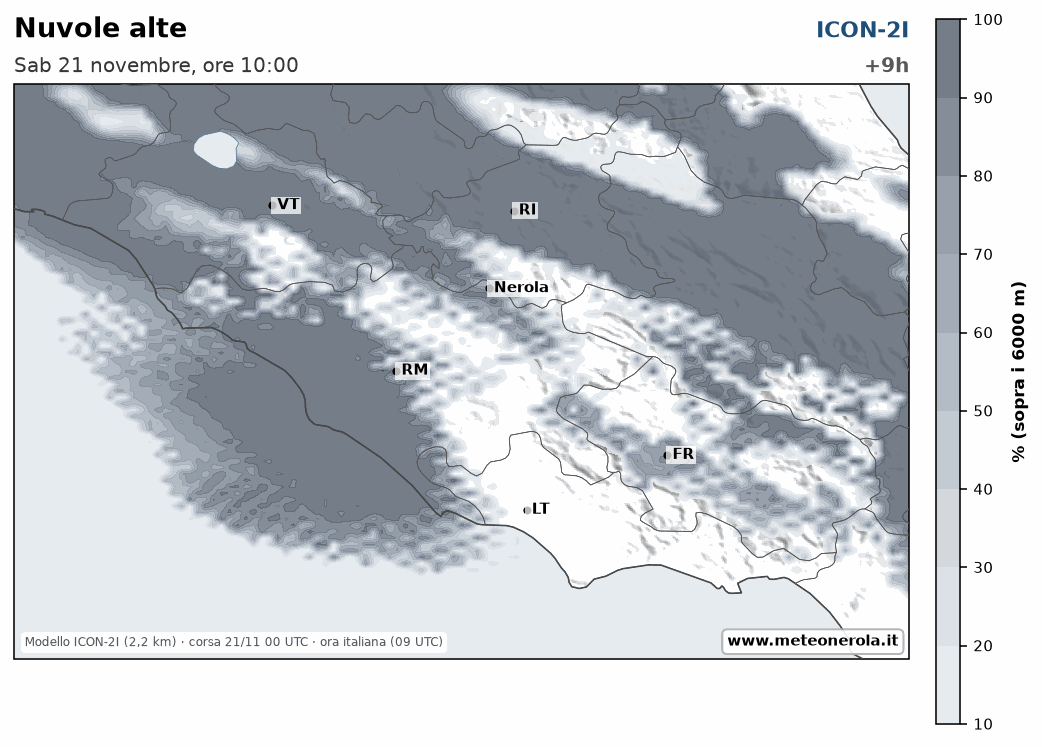 Nuvole alte
ICON-2I
Sab 21 novembre, ore 10:00
+9h
100
90
80
70
60
50
40
30
20
10
% (sopra i 6000 m)
VT
RI
Nerola
RM
FR
LT
Modello ICON-2I (2,2 km) · corsa 21/11 00 UTC · ora italiana (09 UTC)
www.meteonerola.it